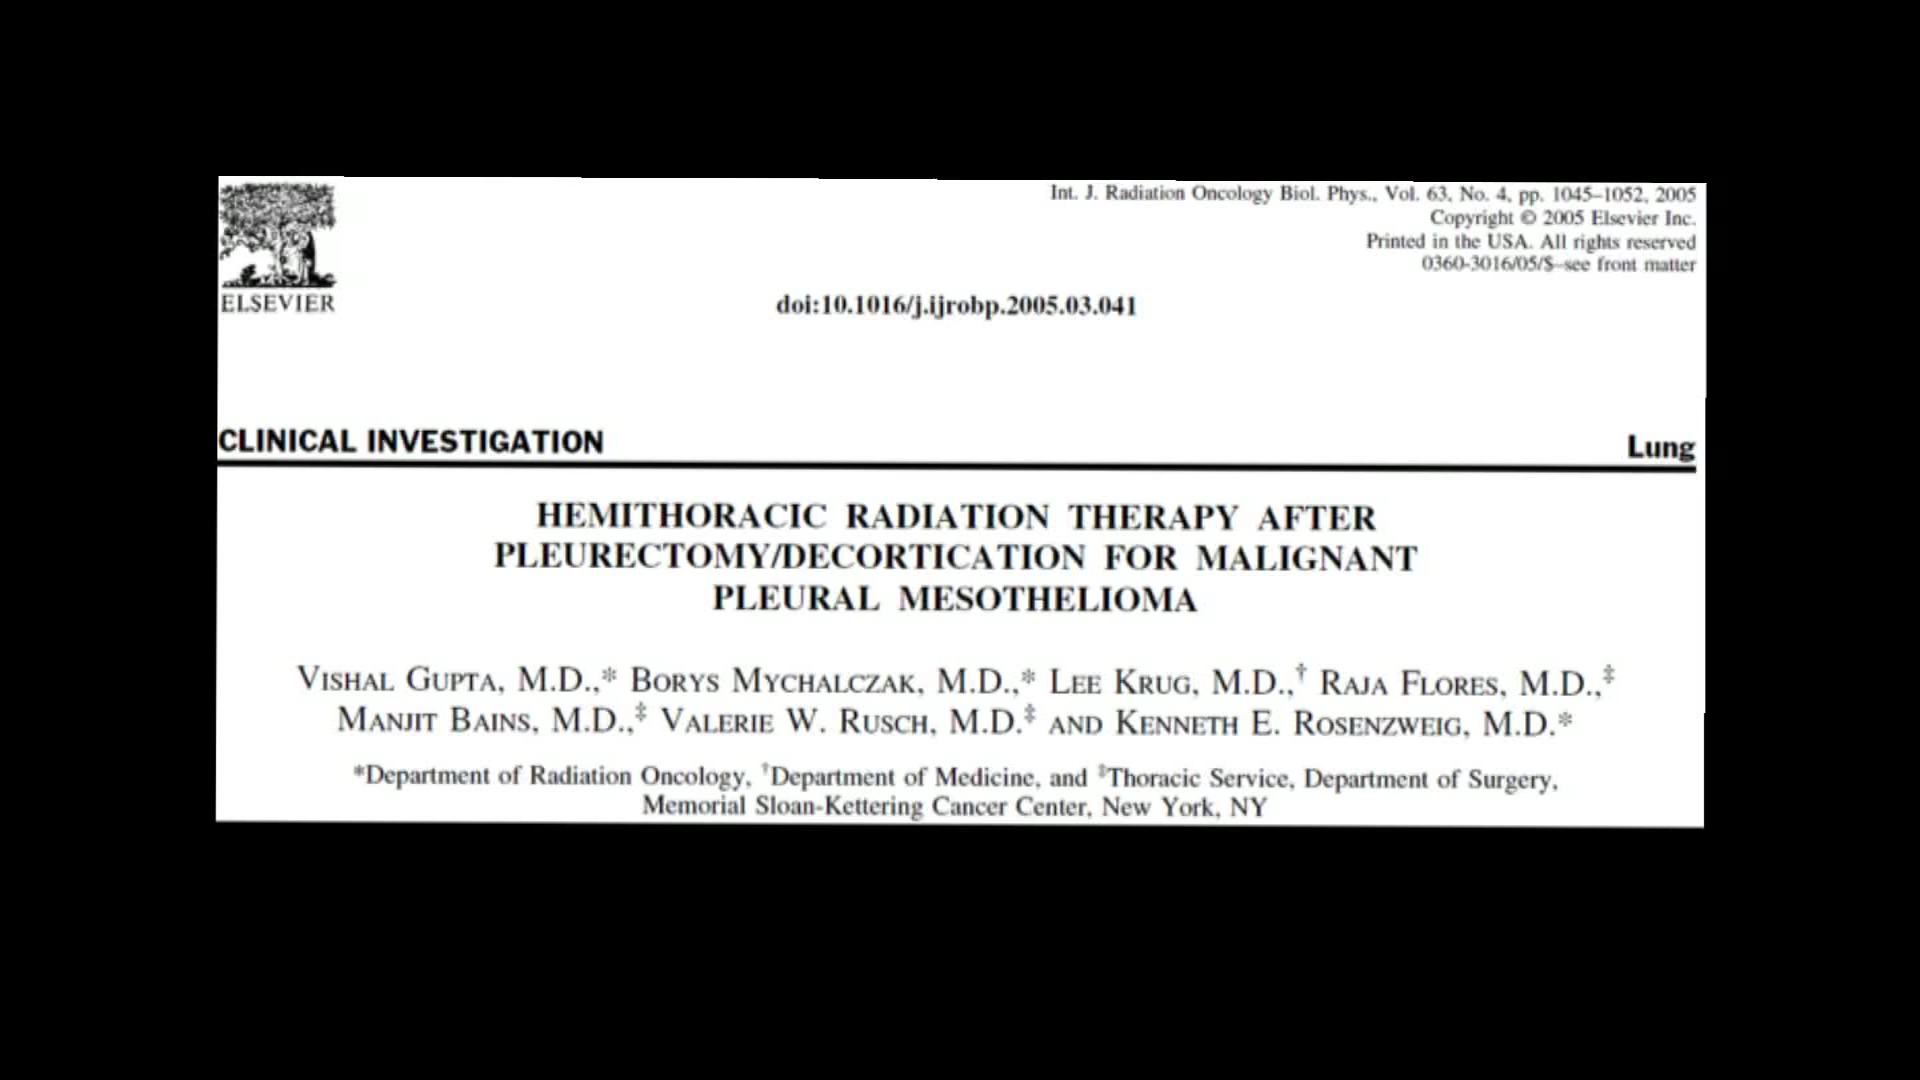 Int. J. Radiation Oncology Biol. Phys., Vol. 63, No. 4, pp. 1045–1052, 2005
Copyright © 2005 Elsevier Inc.
Printed in the USA. All rights reserved
0360-3016/05/$–see front matter
ELSEVIER
doi:10.1016/j.ijrobp.2005.03.041
CLINICAL INVESTIGATION Lung
HEMITHORACIC RADIATION THERAPY AFTER
PLEURECTOMY/DECORTICATION FOR MALIGNANT
PLEURAL MESOTHELIOMA
VISHAL GUPTA, M.D.,* BORYS MYCHALCZAK, M.D.,* LEE KRUG, M.D.,† RAJA FLORES, M.D.,‡
MANJIT BAINS, M.D.,‡ VALERIE W. RUSCH, M.D.‡ AND KENNETH E. ROSENZWEIG, M.D.*
*Department of Radiation Oncology, †Department of Medicine, and ‡Thoracic Service, Department of Surgery,
Memorial Sloan-Kettering Cancer Center, New York, NY